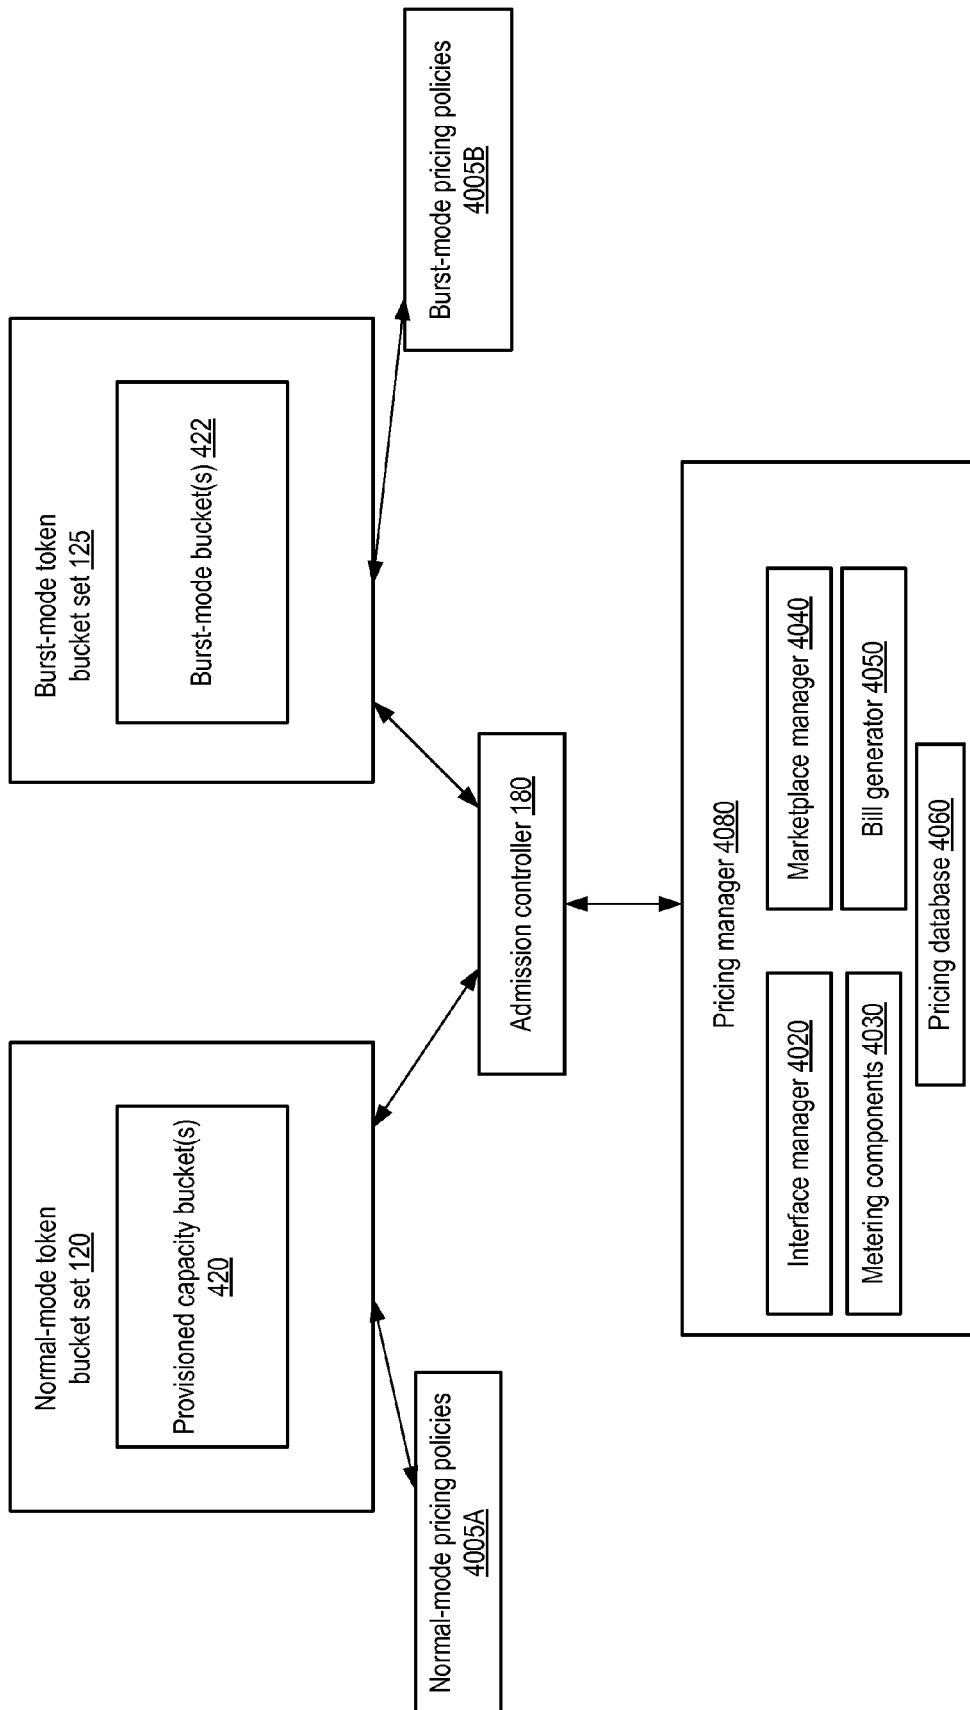 Normal-mode token
bucket set 120
Provisioned capacity bucket(s)
420
Burst-mode token
bucket set 125
Burst-mode bucket(s) 422
Normal-mode pricing policies
4005A
Admission controller 180
Burst-mode pricing policies
4005B
Pricing manager 4080
Interface manager 4020
Marketplace manager 4040
Metering components 4030
Bill generator 4050
Pricing database 4060